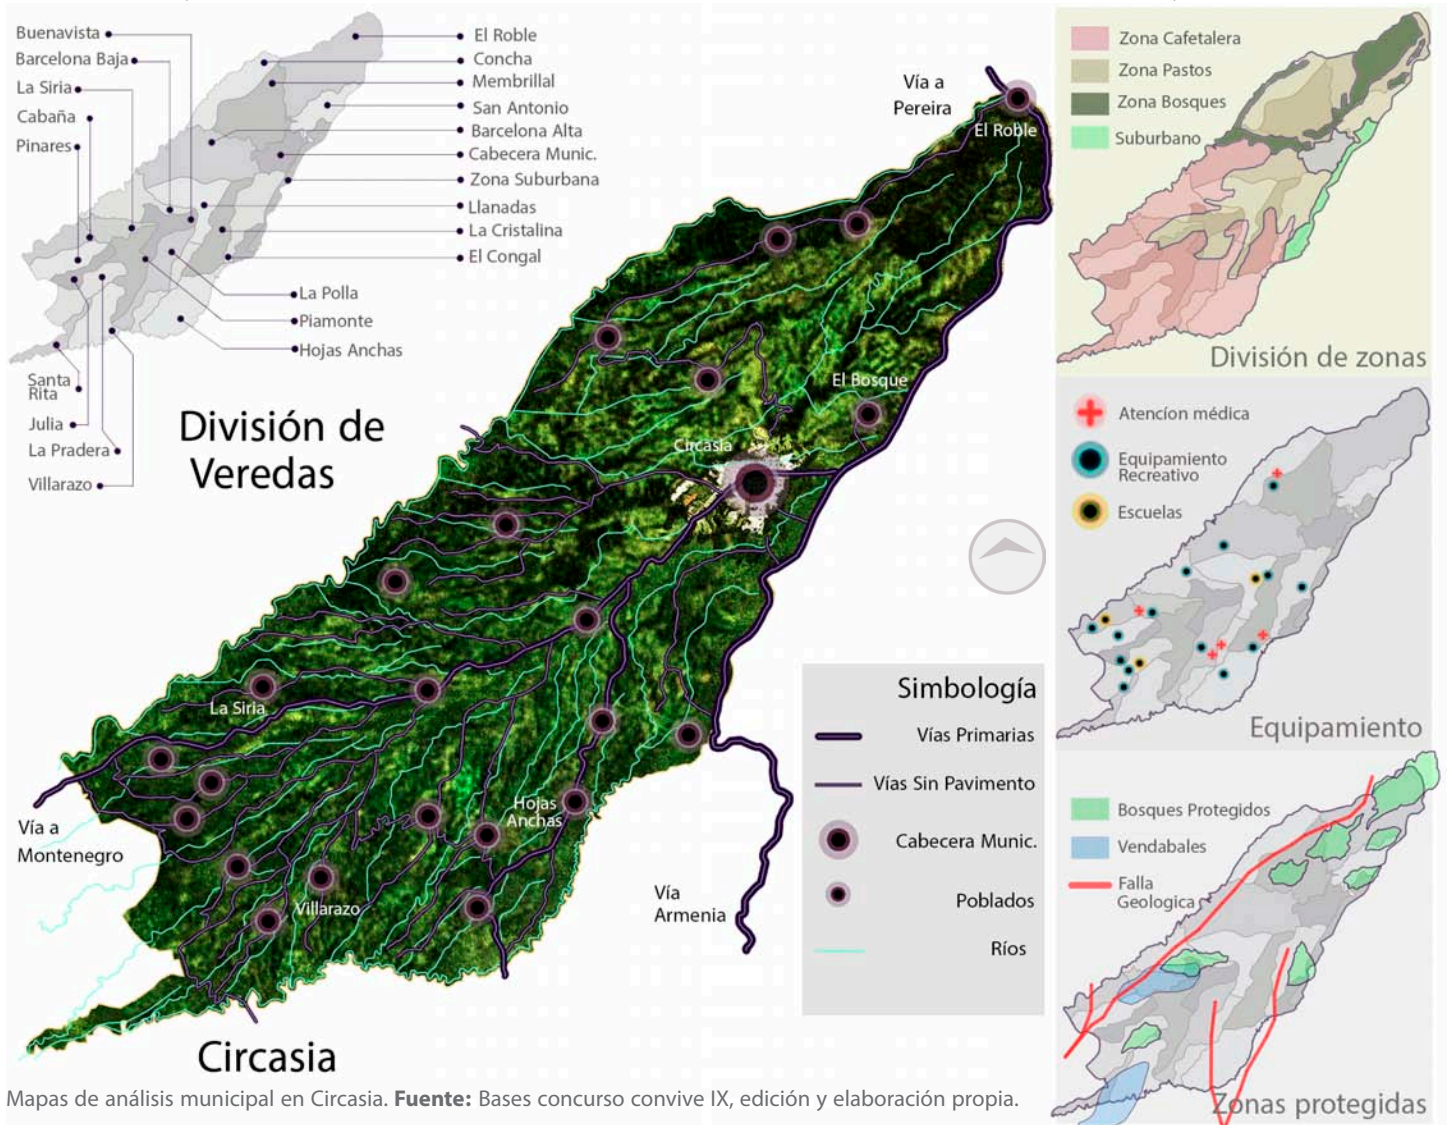 Buenavista
Barcelona Baja
La Siria
Cabaña
Pinares
El Roble
Concha
Membrillal
San Antonio
Barcelona Alta
Cabecera Munic.
Zona Suburbana
Llanadas
La Cristalina
El Congal
La Polla
Piamonte
Hojas Anchas
Santa
Rita
Julia
La Pradera
Villarazo
División de
Veredas
Vía a
Pereira
El Roble
El Bosque
Circasia
La Siria
Hojas
Anchas
Villarazo
Vía a
Montenegro
Vía
Armenia
Circasia
Simbología
Vías Primarias
Vías Sin Pavimento
Cabecera Munic.
Poblados
Ríos
Zona Cafetalera
Zona Pastos
Zona Bosques
Suburbano
División de zonas
Atencíon médica
Equipamiento
Recreativo
Escuelas
Equipamiento
Bosques Protegidos
Vendabales
Falla
Geologica
Zonas protegidas
Mapas de análisis municipal en Circasia. Fuente: Bases concurso convive IX, edición y elaboración propia.